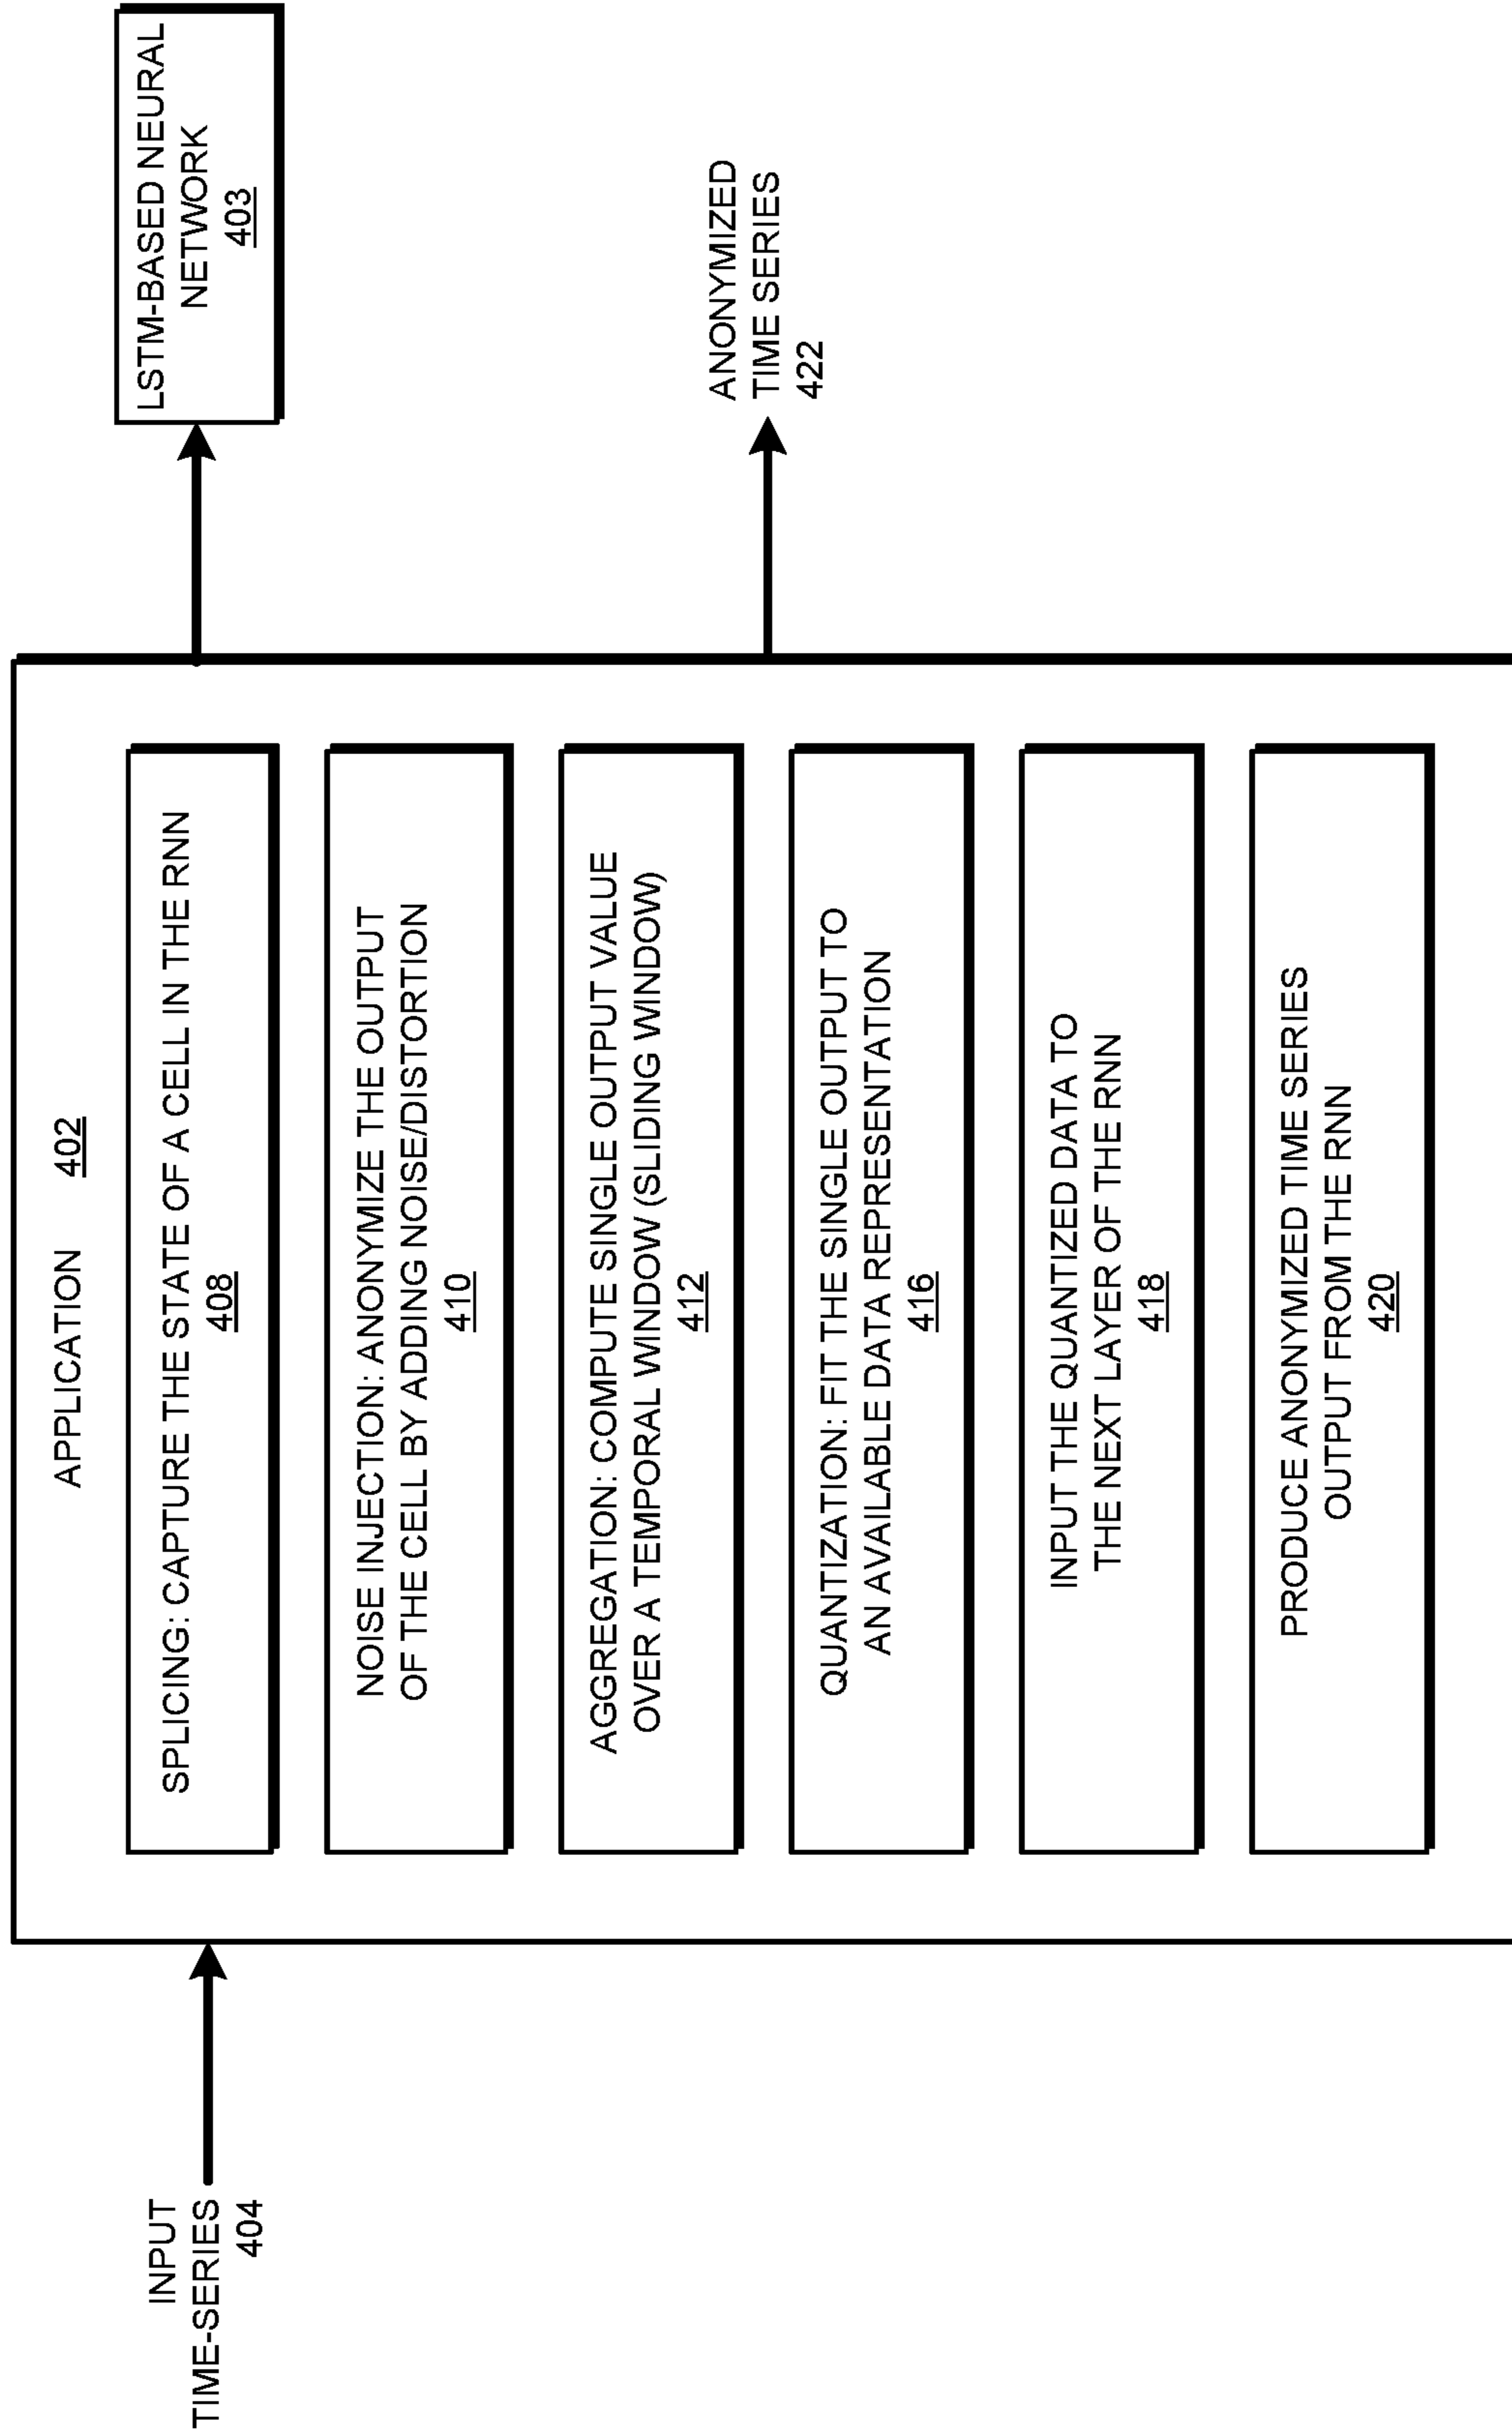 INPUT
TIME-SERIES
404
APPLICATION 402
SPLICING: CAPTURE THE STATE OF A CELL IN THE RNN
408
NOISE INJECTION: ANONYMIZE THE OUTPUT
OF THE CELL BY ADDING NOISE/DISTORTION
410
AGGREGATION: COMPUTE SINGLE OUTPUT VALUE
OVER A TEMPORAL WINDOW (SLIDING WINDOW)
412
QUANTIZATION: FIT THE SINGLE OUTPUT TO
AN AVAILABLE DATA REPRESENTATION
416
INPUT THE QUANTIZED DATA TO
THE NEXT LAYER OF THE RNN
418
PRODUCE ANONYMIZED TIME SERIES
OUTPUT FROM THE RNN
420
LSTM-BASED NEURAL
NETWORK
403
ANONYMIZED
TIME SERIES
422